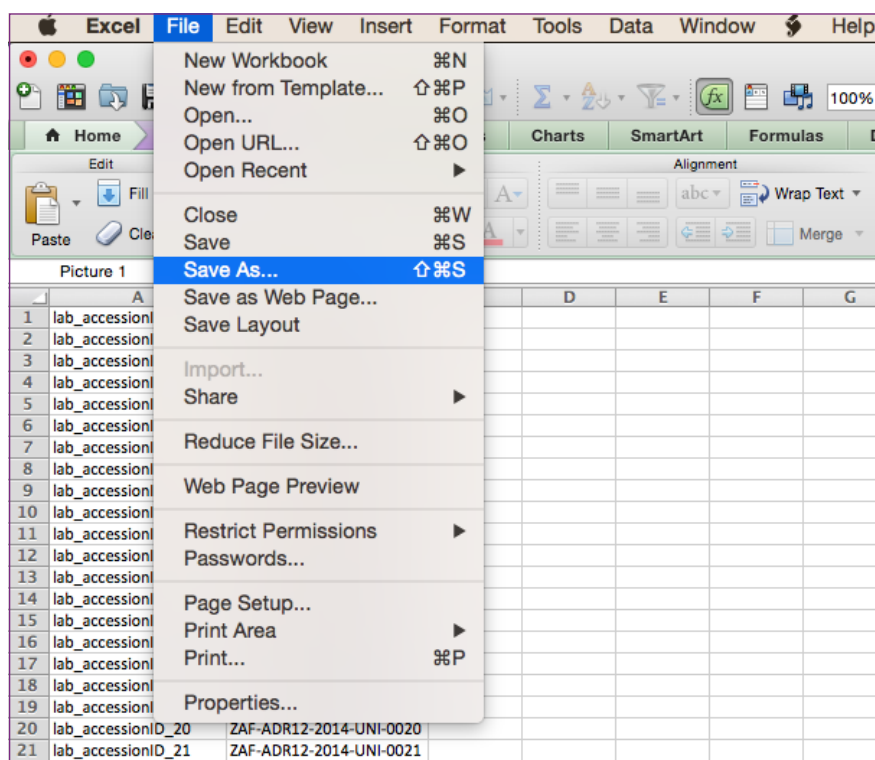 Excel File Edit View Insert Format Tools Data Window Help
New Workbook ⌘N
New from Template... ⇧⌘P
Open... ⌘O
Open URL... ⇧⌘O
Open Recent ▶
Close ⌘W
Save ⌘S
Save As... ⇧⌘S
Save as Web Page...
Save Layout
Import...
Share ▶
Reduce File Size...
Web Page Preview
Restrict Permissions ▶
Passwords...
Page Setup...
Print Area ▶
Print... ⌘P
Properties...
fx 100%
Home Charts SmartArt Formulas
Edit Alignment
Fill abc Wrap Text
Paste Merge
Picture 1
A D E F G
1 lab_accessionI
2 lab_accessionI
3 lab_accessionI
4 lab_accessionI
5 lab_accessionI
6 lab_accessionI
7 lab_accessionI
8 lab_accessionI
9 lab_accessionI
10 lab_accessionI
11 lab_accessionI
12 lab_accessionI
13 lab_accessionI
14 lab_accessionI
15 lab_accessionI
16 lab_accessionI
17 lab_accessionI
18 lab_accessionI
19 lab_accessionI
20 lab_accessionID_20 ZAF-ADR12-2014-UNI-0020
21 lab_accessionID_21 ZAF-ADR12-2014-UNI-0021